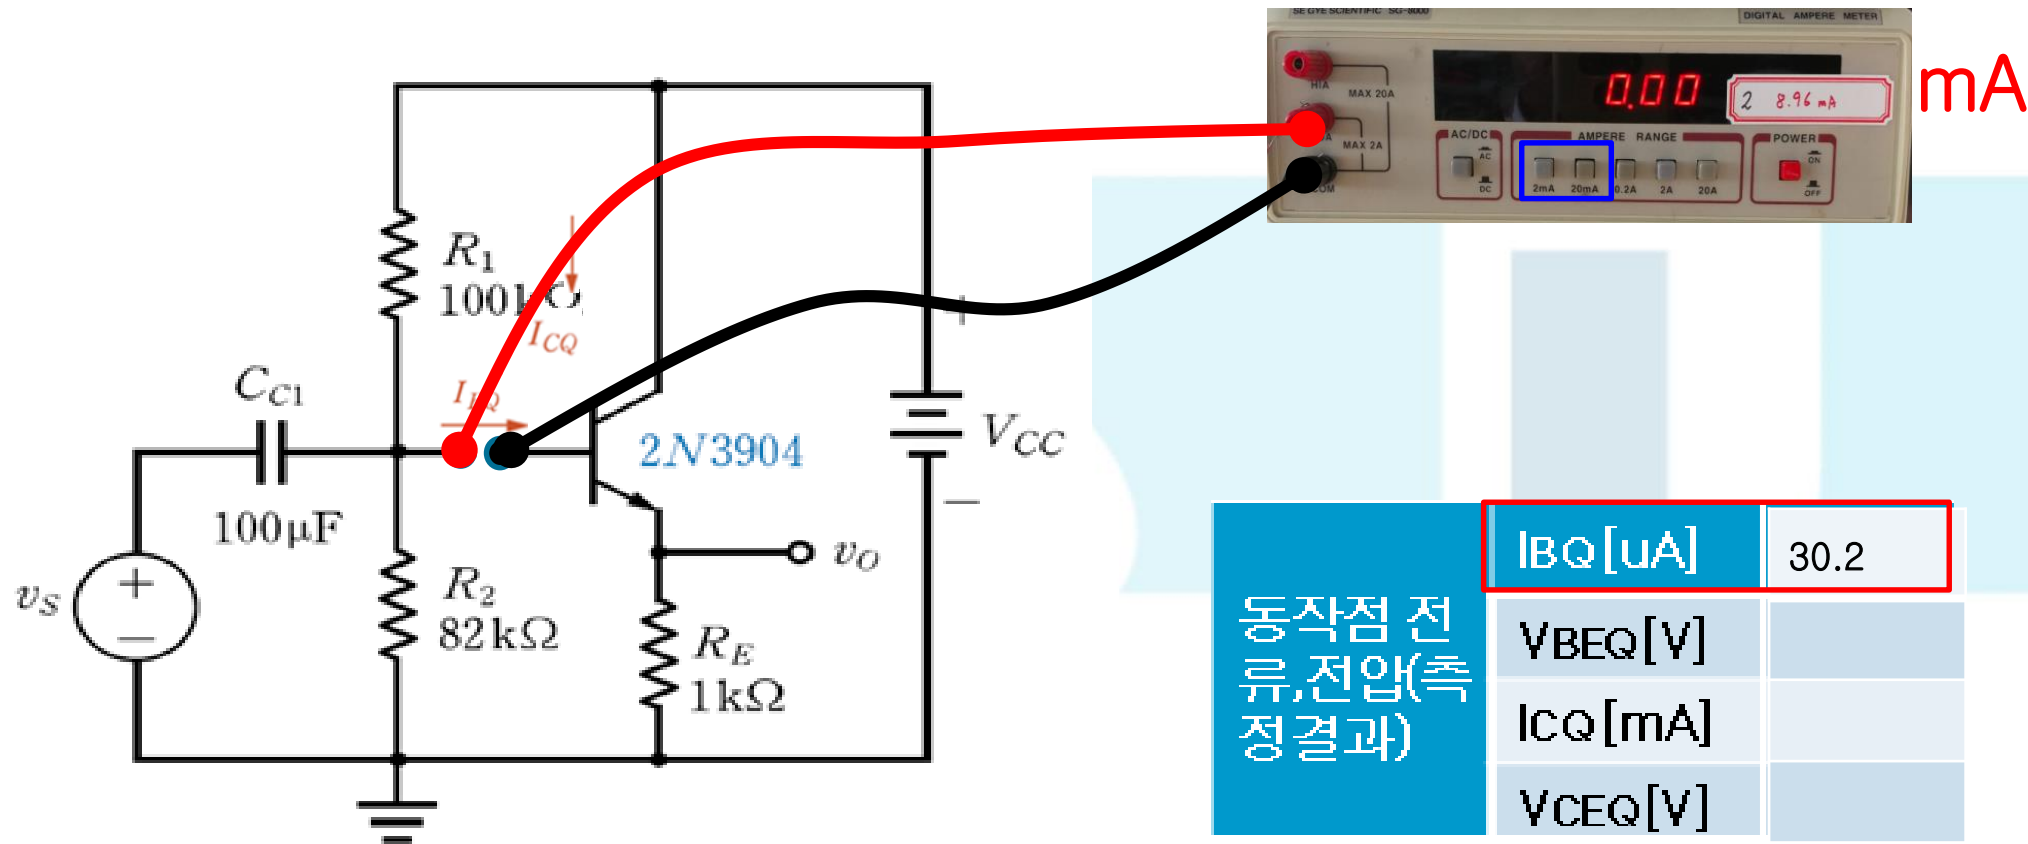 SE GYE SCIENTIFIC SG-8000
DIGITAL AMPERE METER
HIA
MAX 20A
MAX 2A
COM
0.00
2 8.96 mA
mA
AC/DC
AC
DC
AMPERE RANGE
2mA 20mA 0.2A 2A 20A
POWER
ON
OFF
R1
100kΩ
ICQ
CC1
100μF
2N3904
VCC
+
−
vS
+
−
R2
82kΩ
RE
1kΩ
vO
동작점 전
류,전압(측
정결과)
IBQ[uA] 30.2
VBEQ[V]
ICQ[mA]
VCEQ[V]